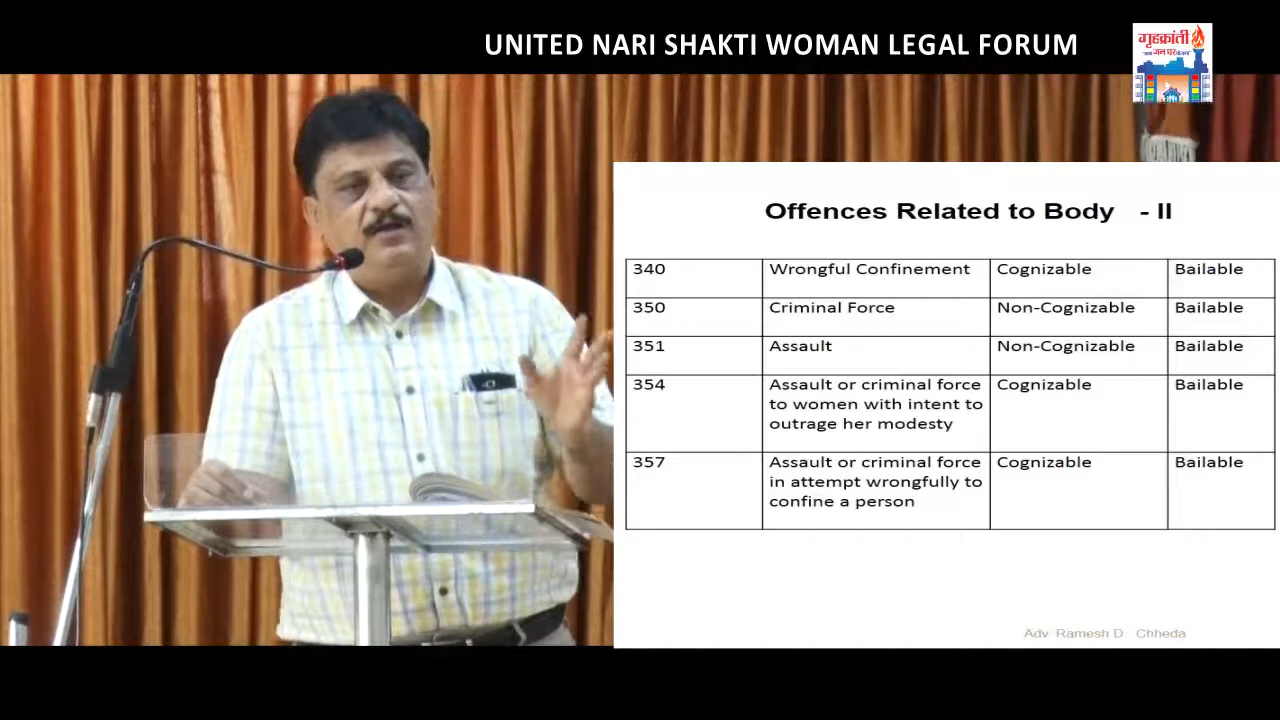 UNITED NARI SHAKTI WOMAN LEGAL FORUM
गृहक्रांती
जन पर
Offences Related to Body - II
340 Wrongful Confinement Cognizable Bailable
350 Criminal Force Non-Cognizable Bailable
351 Assault Non-Cognizable Bailable
354 Assault or criminal force Cognizable Bailable
to women with intent to
outrage her modesty
357 Assault or criminal force Cognizable Bailable
in attempt wrongfully to
confine a person
Adv Ramesh D Chheda